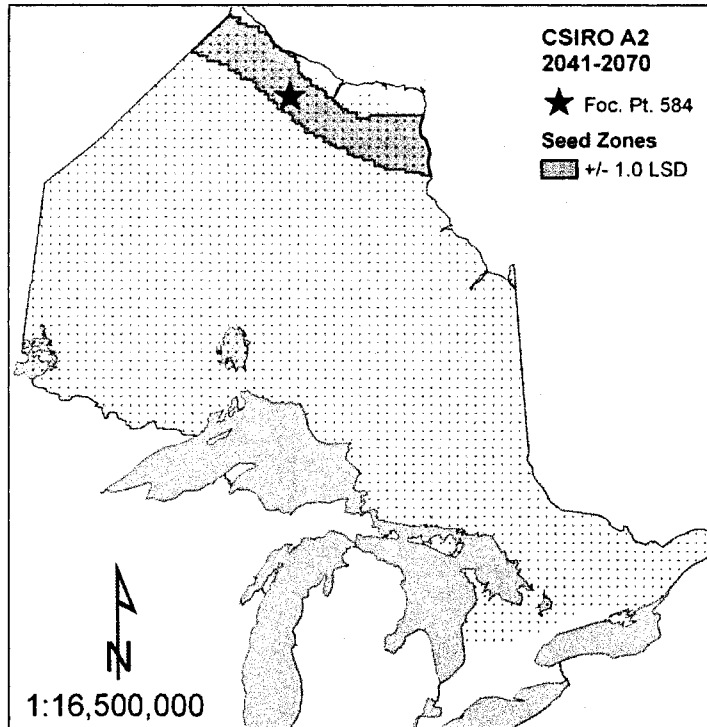 CSIRO A2
2041-2070
Foc. Pt. 584
Seed Zones
+/- 1.0 LSD
N
1:16,500,000